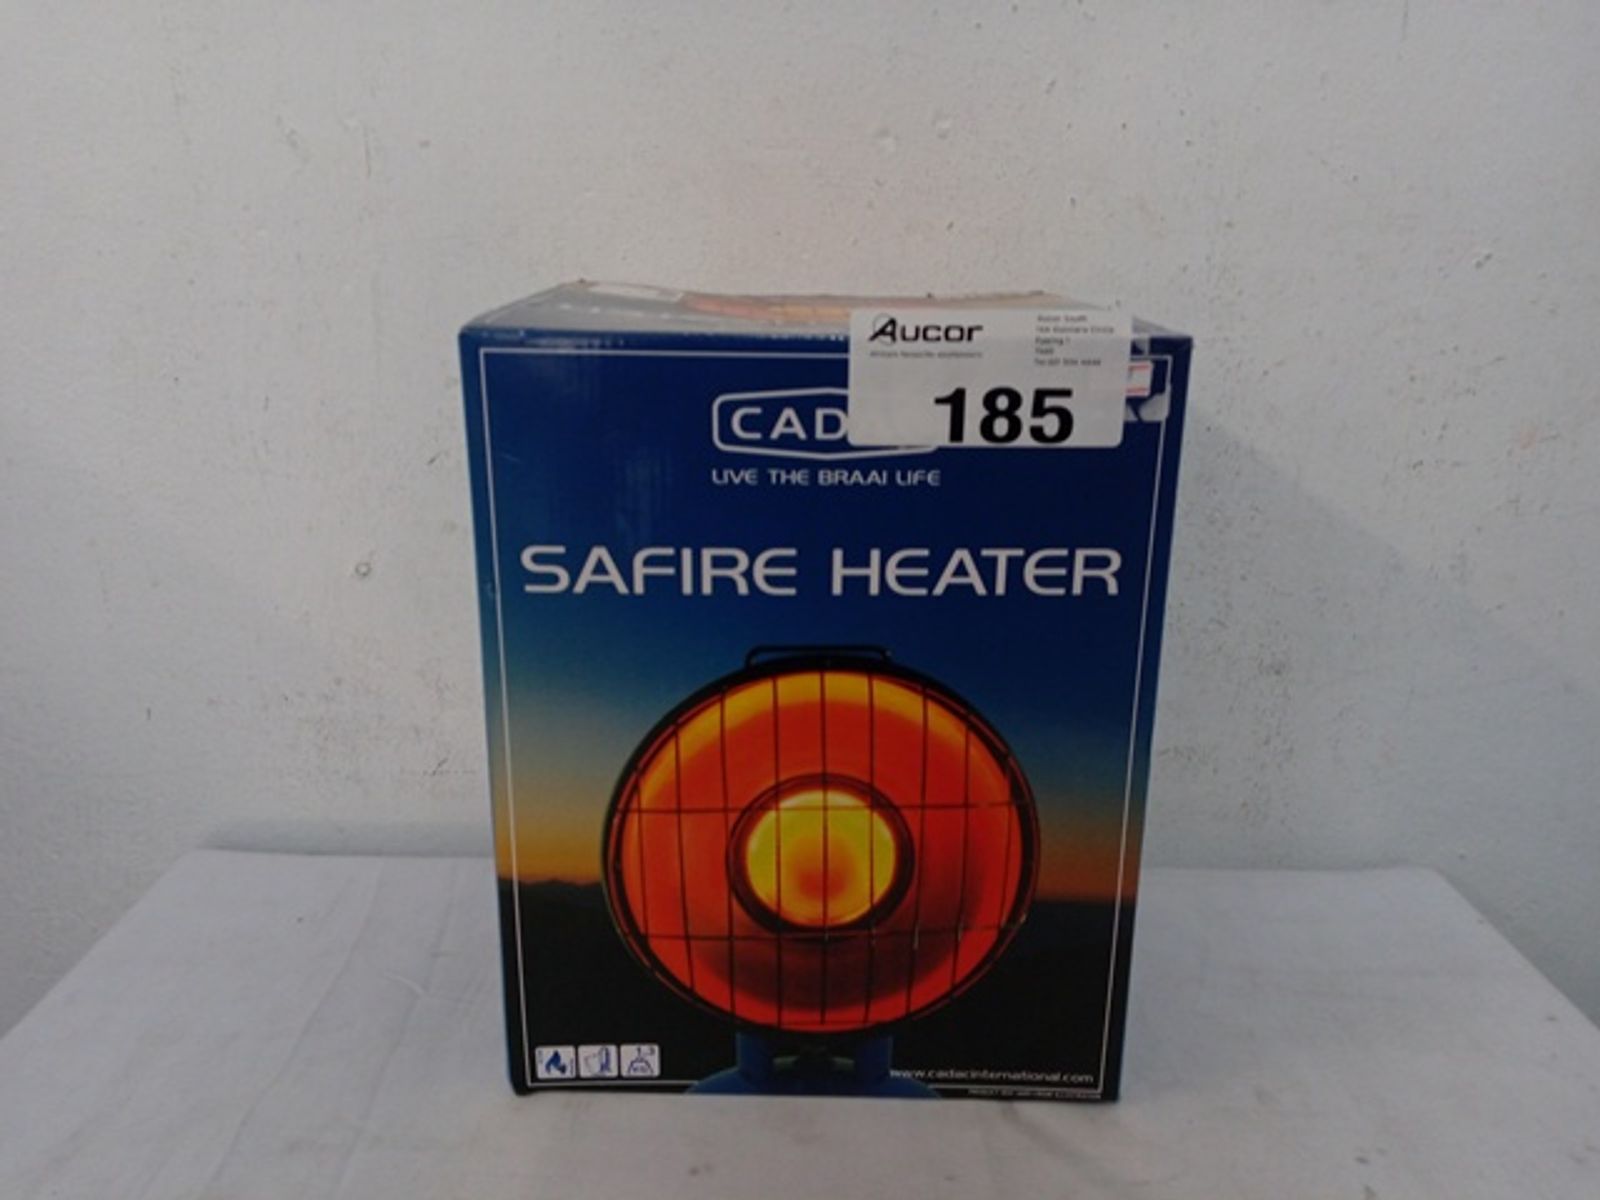 Aucor
185
CAD
LIVE THE BRAAI LIFE
SAFIRE HEATER
www.cadacinternational.com